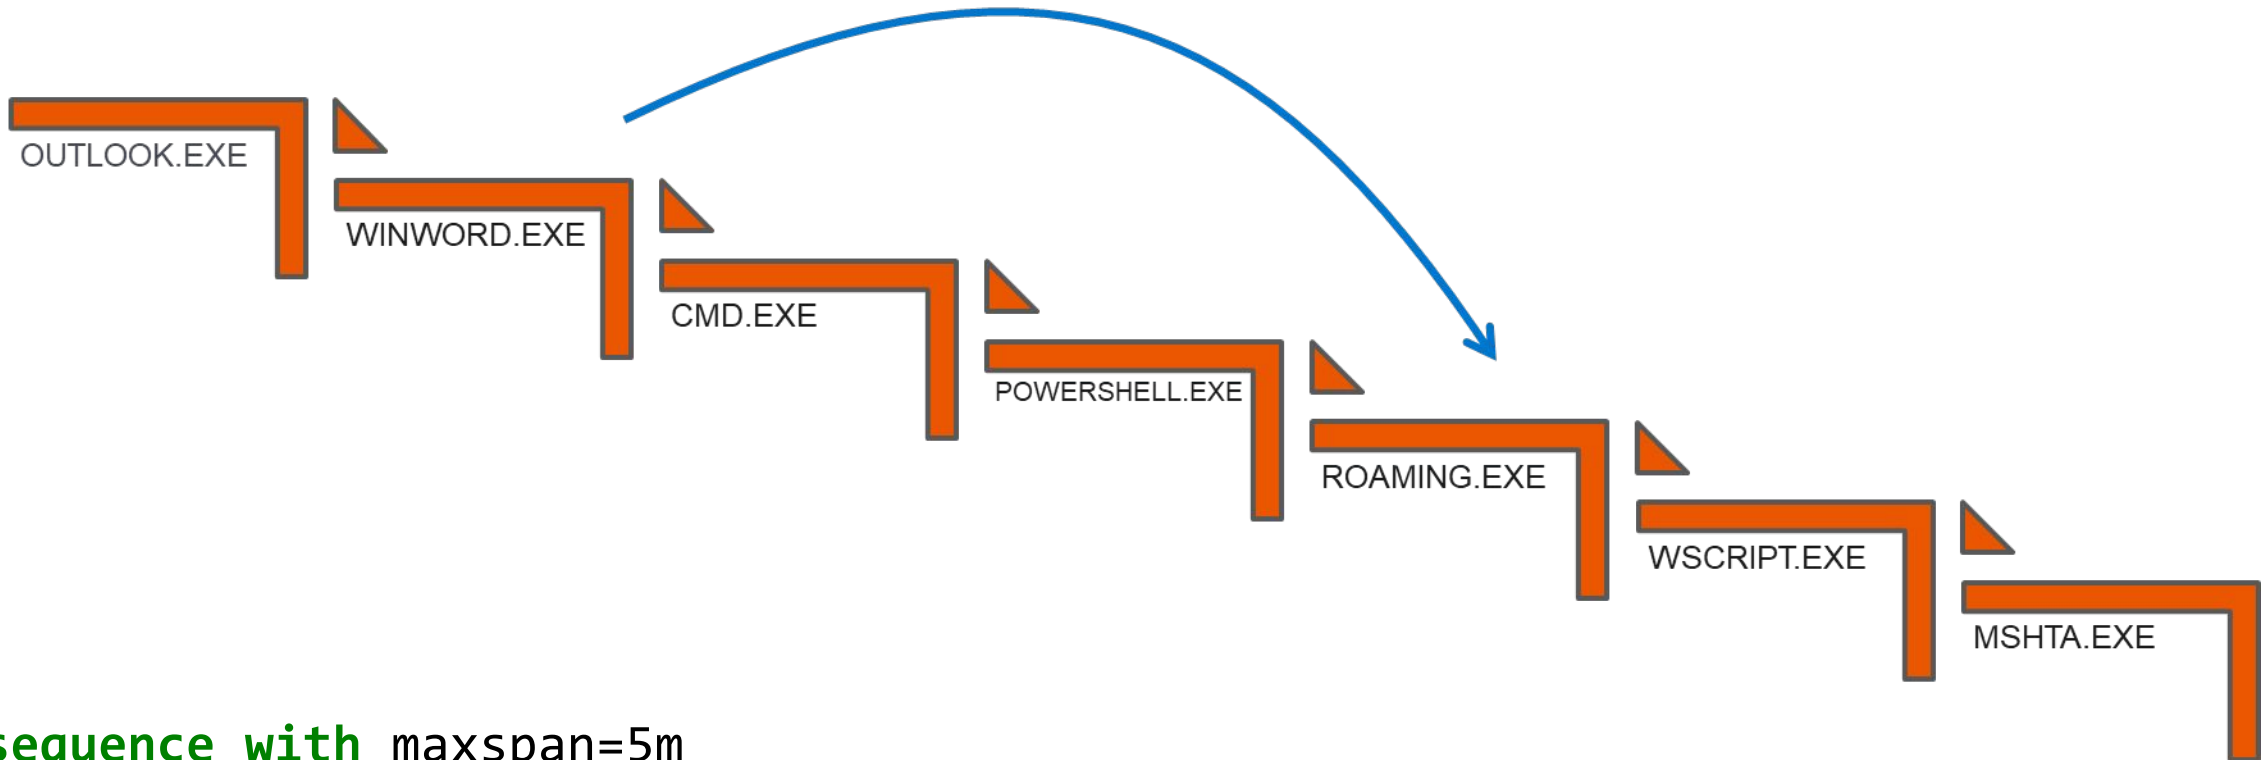 OUTLOOK.EXE
WINWORD.EXE
CMD.EXE
POWERSHELL.EXE
ROAMING.EXE
WSCRIPT.EXE
MSHTA.EXE
sequence with maxspan=5m